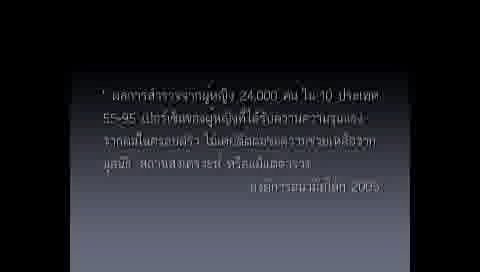 " ผลการสำรวจจากผู้หญิง 24,000 คน ใน 10 ประเทศ
55-95 เปอร์เซ็นของผู้หญิงที่ได้รับความความรุนแรง
จากคนในครอบครัว ไม่เคยติดต่อขอความช่วยเหลือจาก
มูลนิธิ สถานสงเคราะห์ หรือแม้แต่ตำรวจ
องค์การอนามัยโลก 2005